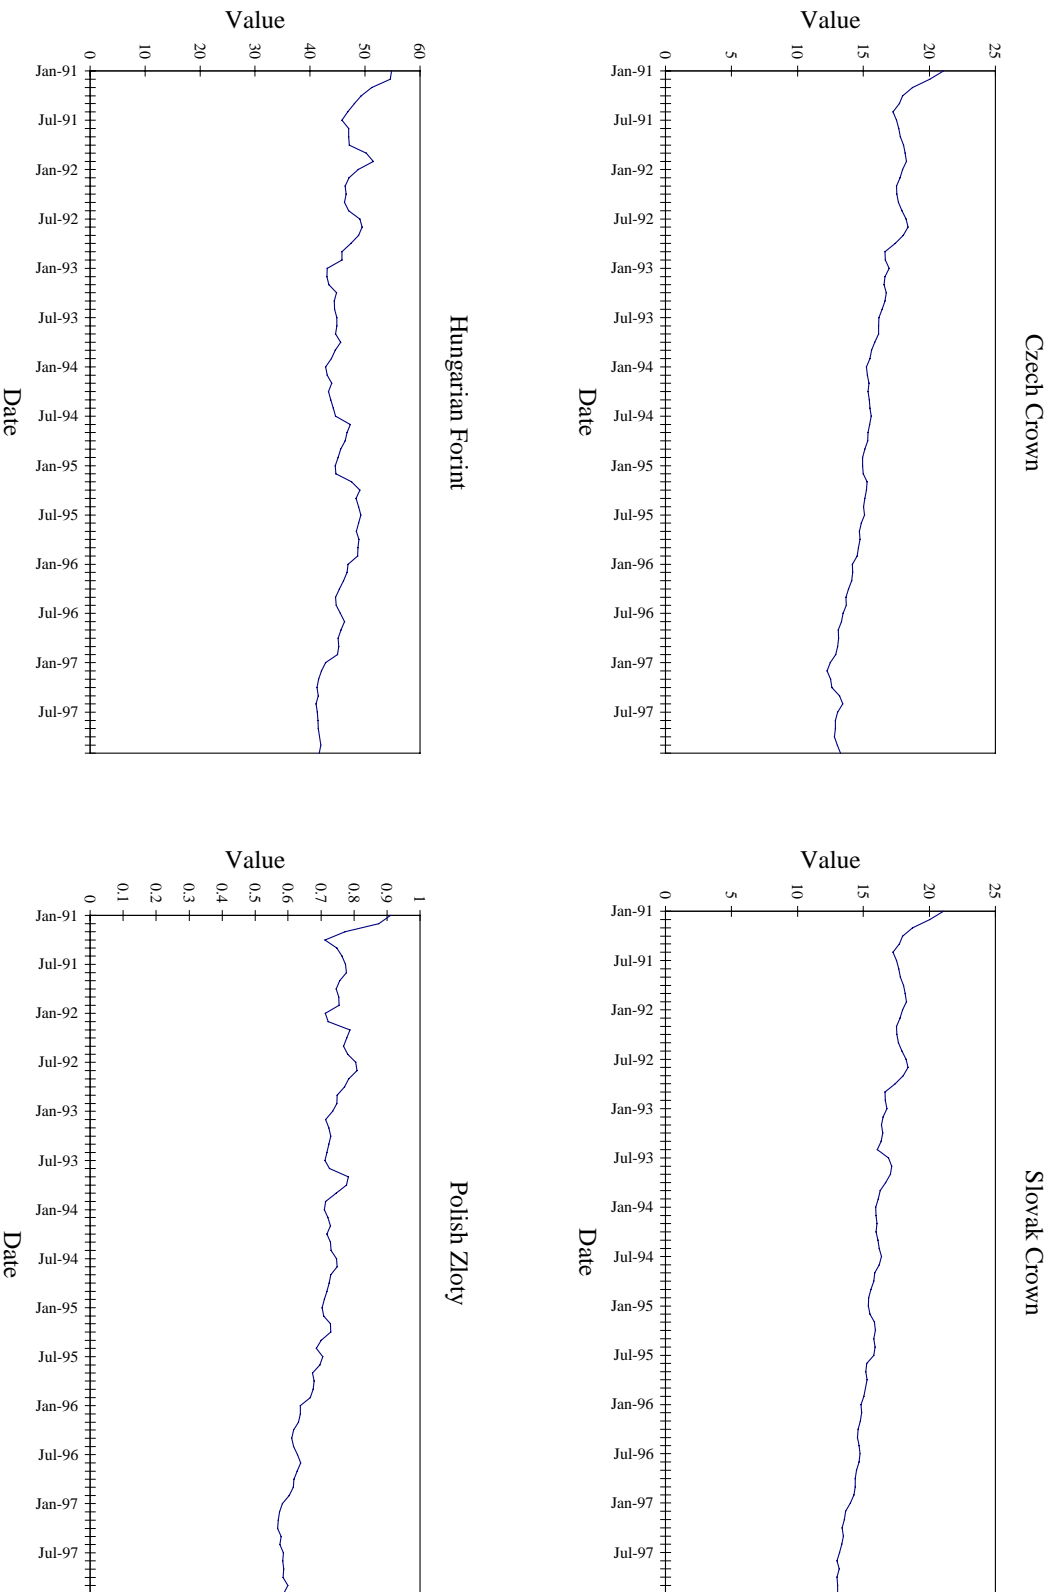 Czech Crown
Value
0
5
10
15
20
25
Jan-91
Jul-91
Jan-92
Jul-92
Jan-93
Jul-93
Jan-94
Jul-94
Jan-95
Jul-95
Jan-96
Jul-96
Jan-97
Jul-97
Date
Slovak Crown
Value
0
5
10
15
20
25
Jan-91
Jul-91
Jan-92
Jul-92
Jan-93
Jul-93
Jan-94
Jul-94
Jan-95
Jul-95
Jan-96
Jul-96
Jan-97
Jul-97
Date
Hungarian Forint
Value
0
10
20
30
40
50
60
Jan-91
Jul-91
Jan-92
Jul-92
Jan-93
Jul-93
Jan-94
Jul-94
Jan-95
Jul-95
Jan-96
Jul-96
Jan-97
Jul-97
Date
Polish Zloty
Value
0
0.1
0.2
0.3
0.4
0.5
0.6
0.7
0.8
0.9
1
Jan-91
Jul-91
Jan-92
Jul-92
Jan-93
Jul-93
Jan-94
Jul-94
Jan-95
Jul-95
Jan-96
Jul-96
Jan-97
Jul-97
Date